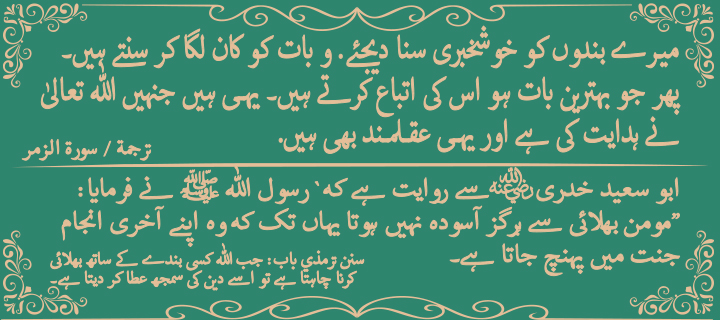 میرے بندوں کو خوشخبری سنا دیجئے. و بات کو کان لگا کر سنتے ہیں۔
پھر جو بہترین بات ہو اس کی اتباع کرتے ہیں۔ یہی ہیں جنہیں اللہ تعالیٰ
نے ہدایت کی ہے اور یہی عقلمند بھی ہیں.
ترجمة / سورة الزمر
ابو سعید خدری رضی اللہ عنہ سے روایت ہے کہ ٰ رسول اللہ ﷺ نے فرمایا:
”مومن بھلائی سے ہرگز آسودہ نہیں ہوتا یہاں تک کہ وہ اپنے آخری انجام
جنت میں پہنچ جاتا ہے۔
سنن ترمذي باب: جب اللہ کسی بندے کے ساتھ بھلائی
کرنا چاہتا ہے تو اسے دین کی سمجھ عطا کر دیتا ہے۔